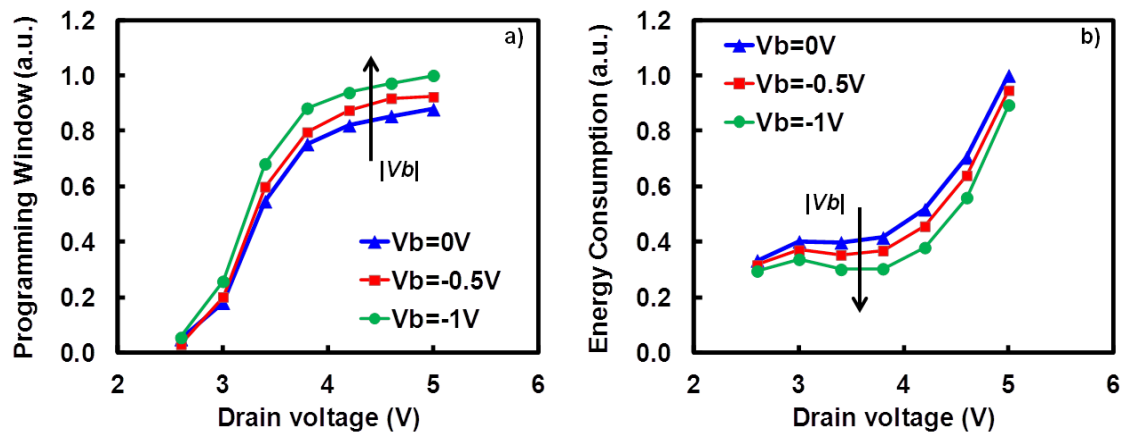 Programming Window (a.u.)
1.2
1.0
0.8
0.6
0.4
0.2
0.0
a)
|Vb|
Vb=0V
Vb=-0.5V
Vb=-1V
2 3 4 5 6
Drain voltage (V)
Energy Consumption (a.u.)
1.2
1.0
0.8
0.6
0.4
0.2
0.0
b)
Vb=0V
Vb=-0.5V
Vb=-1V
|Vb|
2 3 4 5 6
Drain voltage (V)